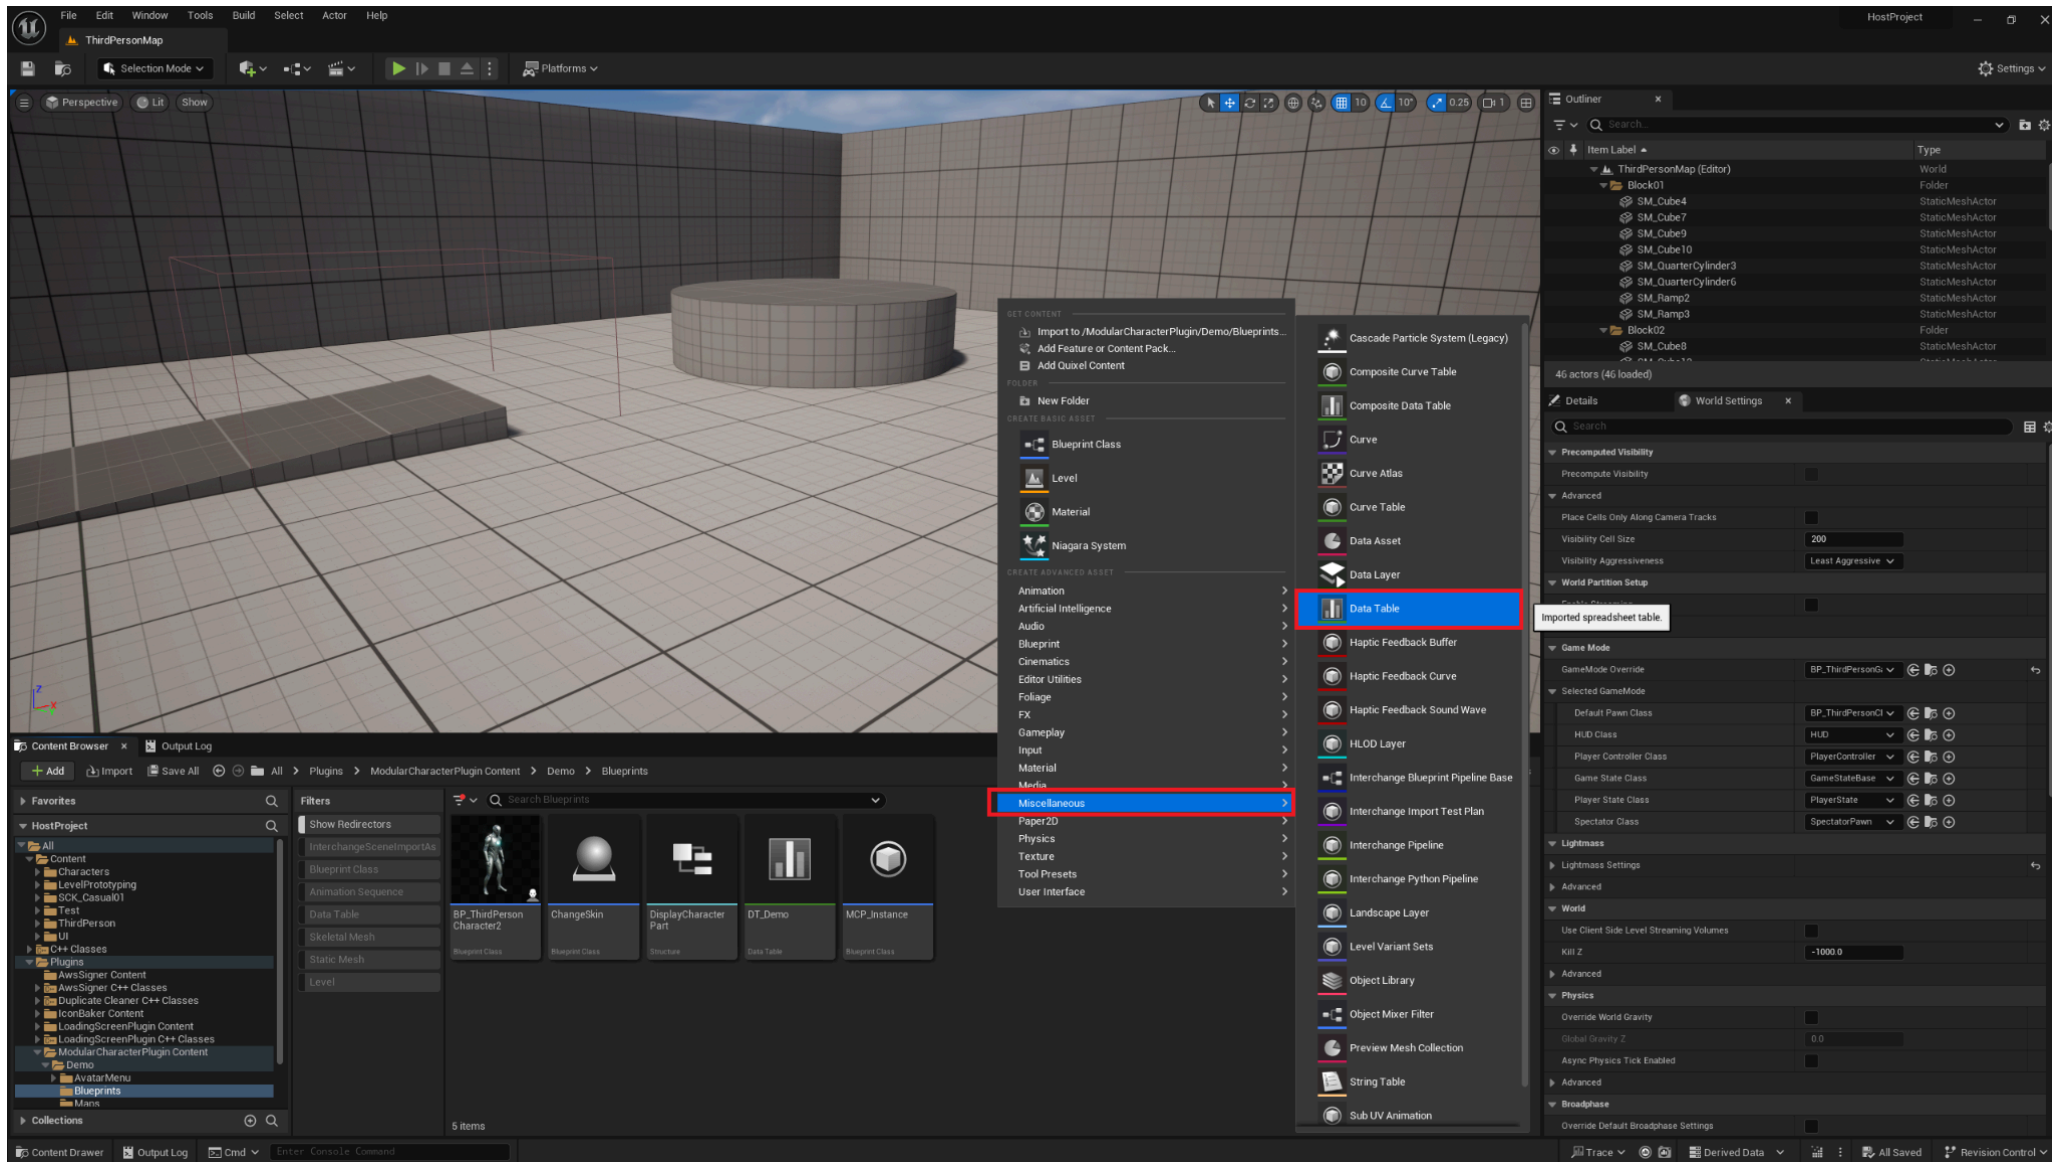 File Edit Window Tools Build Select Actor Help
HostProject
ThirdPersonMap
Selection Mode
Platforms
Settings
Perspective Lit Show
10 10° 0.25 1
Outliner
Search...
Item Label Type
ThirdPersonMap (Editor) World
Block01 Folder
SM_Cube4 StaticMeshActor
SM_Cube7 StaticMeshActor
SM_Cube9 StaticMeshActor
SM_Cube10 StaticMeshActor
SM_QuarterCylinder3 StaticMeshActor
SM_QuarterCylinder6 StaticMeshActor
SM_Ramp2 StaticMeshActor
SM_Ramp3 StaticMeshActor
Block02 Folder
SM_Cube8 StaticMeshActor
46 actors (46 loaded)
Details World Settings
Search
Precomputed Visibility
Precompute Visibility
Advanced
Place Cells Only Along Camera Tracks
Visibility Cell Size 200
Visibility Aggressiveness Least Aggressive
World Partition Setup
Game Mode
GameMode Override BP_ThirdPersonG
Selected GameMode
Default Pawn Class BP_ThirdPersonCl
HUD Class HUD
Player Controller Class PlayerController
Game State Class GameStateBase
Player State Class PlayerState
Spectator Class SpectatorPawn
Lightmass
Lightmass Settings
Advanced
World
Use Client Side Level Streaming Volumes
Kill Z -1000.0
Advanced
Physics
Override World Gravity
Global Gravity Z 0.0
Async Physics Tick Enabled
Advanced
Broadphase
Override Default Broadphase Settings
GET CONTENT
Import to /ModularCharacterPlugin/Demo/Blueprints...
Add Feature or Content Pack...
Add Quixel Content
FOLDER
New Folder
CREATE BASIC ASSET
Blueprint Class
Level
Material
Niagara System
CREATE ADVANCED ASSET
Animation
Artificial Intelligence
Audio
Blueprint
Cinematics
Editor Utilities
Foliage
FX
Gameplay
Input
Material
Media
Miscellaneous
Paper2D
Physics
Texture
Tool Presets
User Interface
Cascade Particle System (Legacy)
Composite Curve Table
Composite Data Table
Curve
Curve Atlas
Curve Table
Data Asset
Data Layer
Data Table
Imported spreadsheet table.
Haptic Feedback Buffer
Haptic Feedback Curve
Haptic Feedback Sound Wave
HLOD Layer
Interchange Blueprint Pipeline Base
Interchange Import Test Plan
Interchange Pipeline
Interchange Python Pipeline
Landscape Layer
Level Variant Sets
Object Library
Object Mixer Filter
Preview Mesh Collection
String Table
Sub UV Animation
Z
X
Content Browser Output Log
Add Import Save All All > Plugins > ModularCharacterPlugin Content > Demo > Blueprints
Favorites
HostProject
All
Content
Characters
LevelPrototyping
SCK_Casual01
Test
ThirdPerson
UI
C++ Classes
Plugins
AwsSigner Content
AwsSigner C++ Classes
Duplicate Cleaner C++ Classes
IconBaker Content
LoadingScreenPlugin Content
LoadingScreenPlugin C++ Classes
ModularCharacterPlugin Content
Demo
AvatarMenu
Blueprints
Maps
Collections
Filters
Show Redirectors
InterchangeSceneImportAs
Blueprint Class
Animation Sequence
Data Table
Skeletal Mesh
Static Mesh
Level
Search Blueprints
BP_ThirdPerson
Character2
Blueprint Class
ChangeSkin
Blueprint Class
DisplayCharacter
Part
Structure
DT_Demo
Data Table
MCP_Instance
Blueprint Class
5 items
Content Drawer Output Log Cmd Enter Console Command
Trace Derived Data All Saved Revision Control